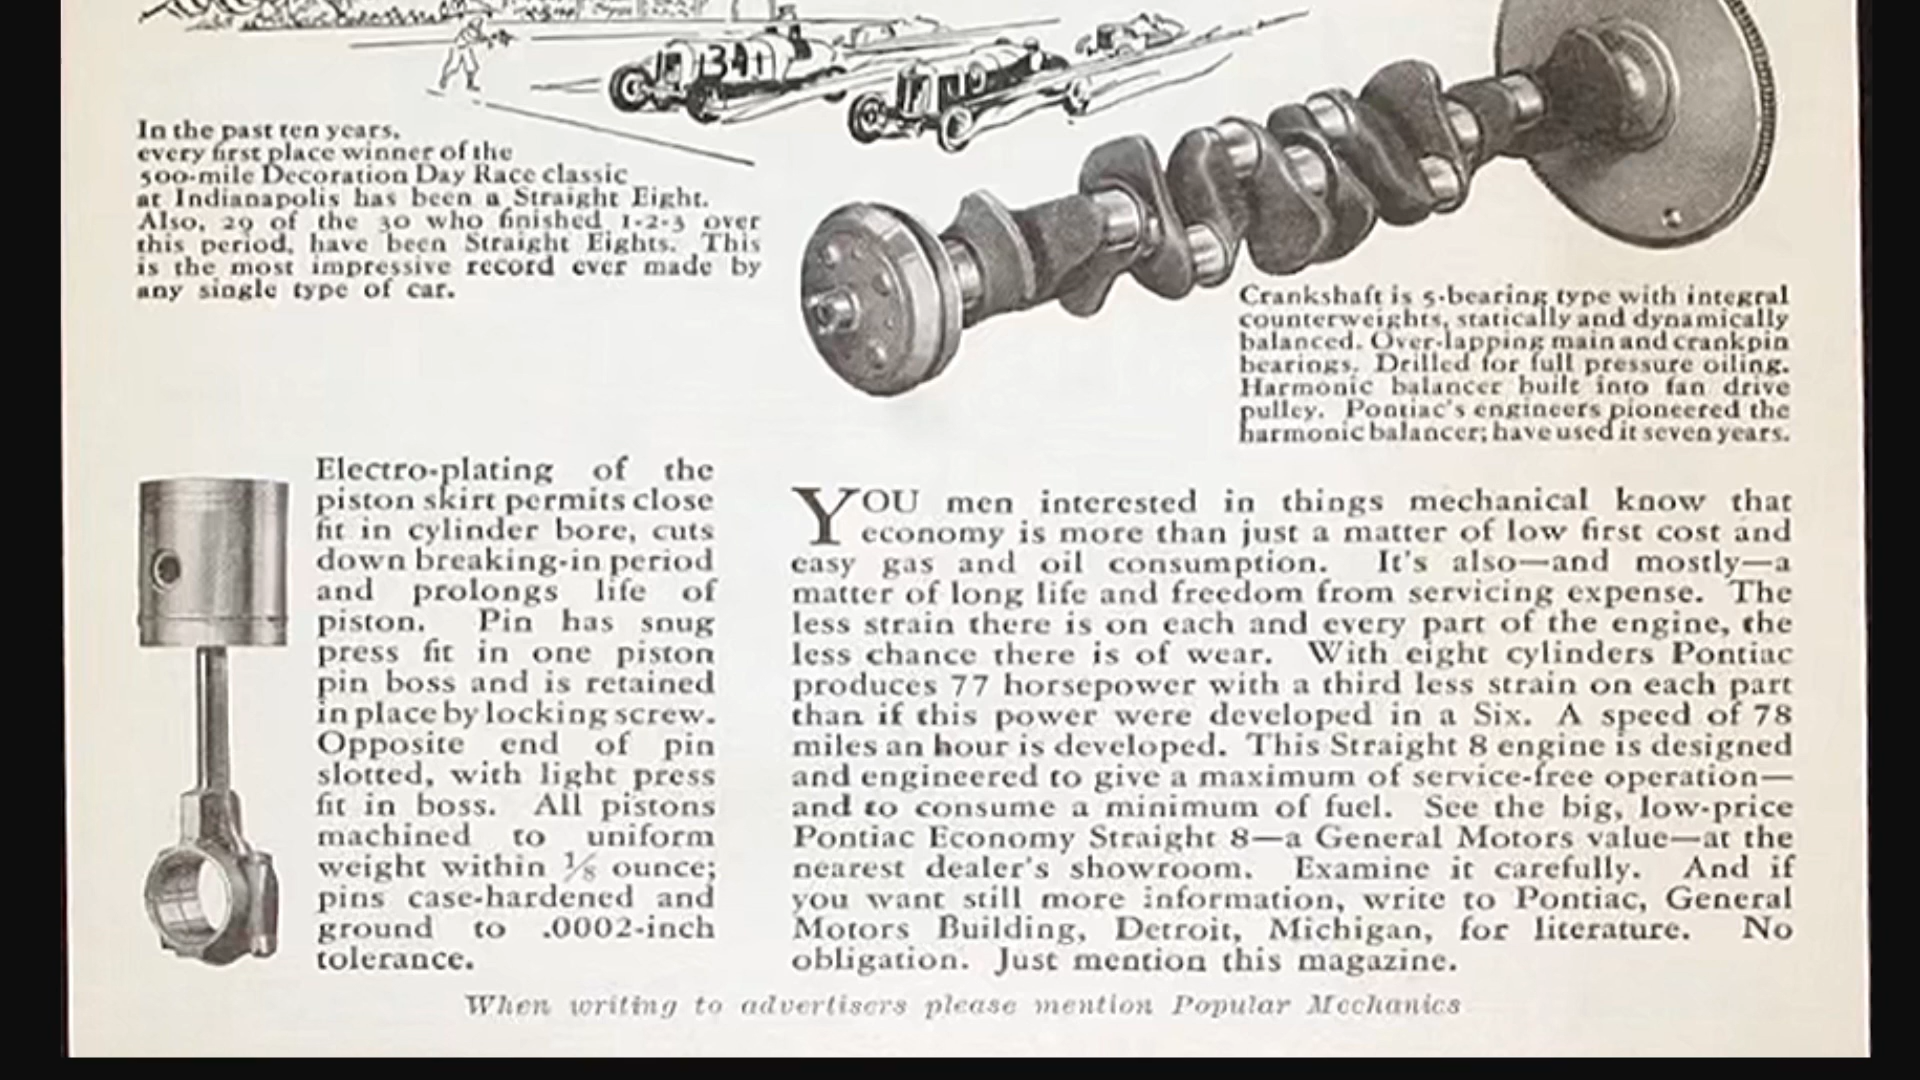 34
In the past ten years,
every first place winner of the
500-mile Decoration Day Race classic
at Indianapolis has been a Straight Eight.
Also, 29 of the 30 who finished 1-2-3 over
this period, have been Straight Eights. This
is the most impressive record ever made by
any single type of car.
Crankshaft is 5-bearing type with integral
counterweights, statically and dynamically
balanced. Over-lapping main and crankpin
bearings. Drilled for full pressure oiling.
Harmonic balancer built into fan drive
pulley. Pontiac's engineers pioneered the
harmonic balancer; have used it seven years.
Electro-plating of the
piston skirt permits close
fit in cylinder bore, cuts
down breaking-in period
and prolongs life of
piston. Pin has snug
press fit in one piston
pin boss and is retained
in place by locking screw.
Opposite end of pin
slotted, with light press
fit in boss. All pistons
machined to uniform
weight within ⅛ ounce;
pins case-hardened and
ground to .0002-inch
tolerance.
YOU men interested in things mechanical know that
economy is more than just a matter of low first cost and
easy gas and oil consumption. It's also—and mostly—a
matter of long life and freedom from servicing expense. The
less strain there is on each and every part of the engine, the
less chance there is of wear. With eight cylinders Pontiac
produces 77 horsepower with a third less strain on each part
than if this power were developed in a Six. A speed of 78
miles an hour is developed. This Straight 8 engine is designed
and engineered to give a maximum of service-free operation—
and to consume a minimum of fuel. See the big, low-price
Pontiac Economy Straight 8—a General Motors value—at the
nearest dealer's showroom. Examine it carefully. And if
you want still more information, write to Pontiac, General
Motors Building, Detroit, Michigan, for literature. No
obligation. Just mention this magazine.
When writing to advertisers please mention Popular Mechanics